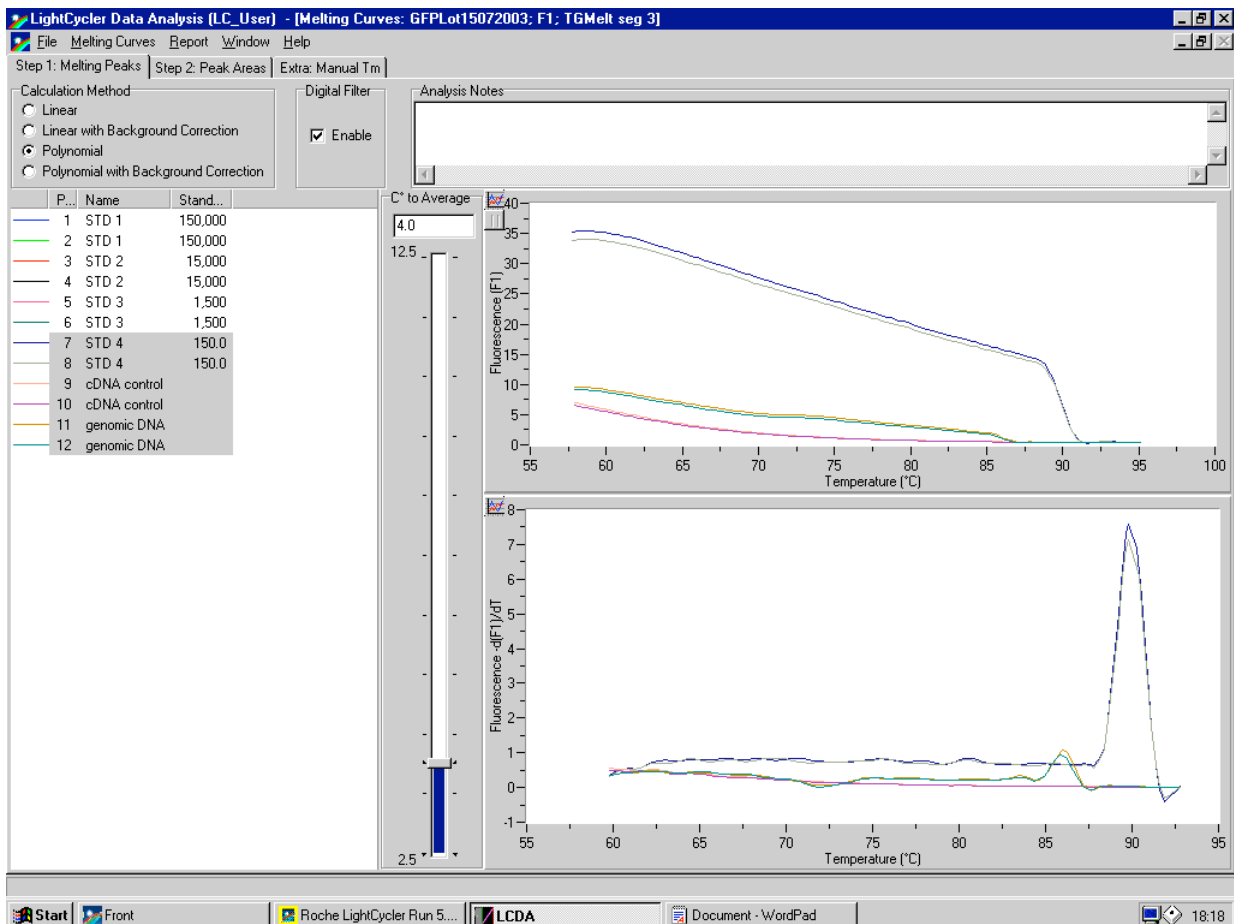 LightCycler Data Analysis (LC_User) - [Melting Curves: GFPLot15072003; F1; TGMelt seg 3]
File Melting Curves Report Window Help
Step 1: Melting Peaks Step 2: Peak Areas Extra: Manual Tm
Calculation Method
Linear
Linear with Background Correction
Polynomial
Polynomial with Background Correction
Digital Filter
Enable
Analysis Notes
P... Name Stand...
1 STD 1 150,000
2 STD 1 150,000
3 STD 2 15,000
4 STD 2 15,000
5 STD 3 1,500
6 STD 3 1,500
7 STD 4 150.0
8 STD 4 150.0
9 cDNA control
10 cDNA control
11 genomic DNA
12 genomic DNA
C° to Average
4.0
12.5
2.5
Fluorescence (F1)
40
35
30
25
20
15
10
5
0
55 60 65 70 75 80 85 90 95 100
Temperature (°C)
Fluorescence -d(F1)/dT
8
7
6
5
4
3
2
1
0
-1
55 60 65 70 75 80 85 90 95
Temperature (°C)
Start Front Roche LightCycler Run 5.... LCDA Document - WordPad 18:18